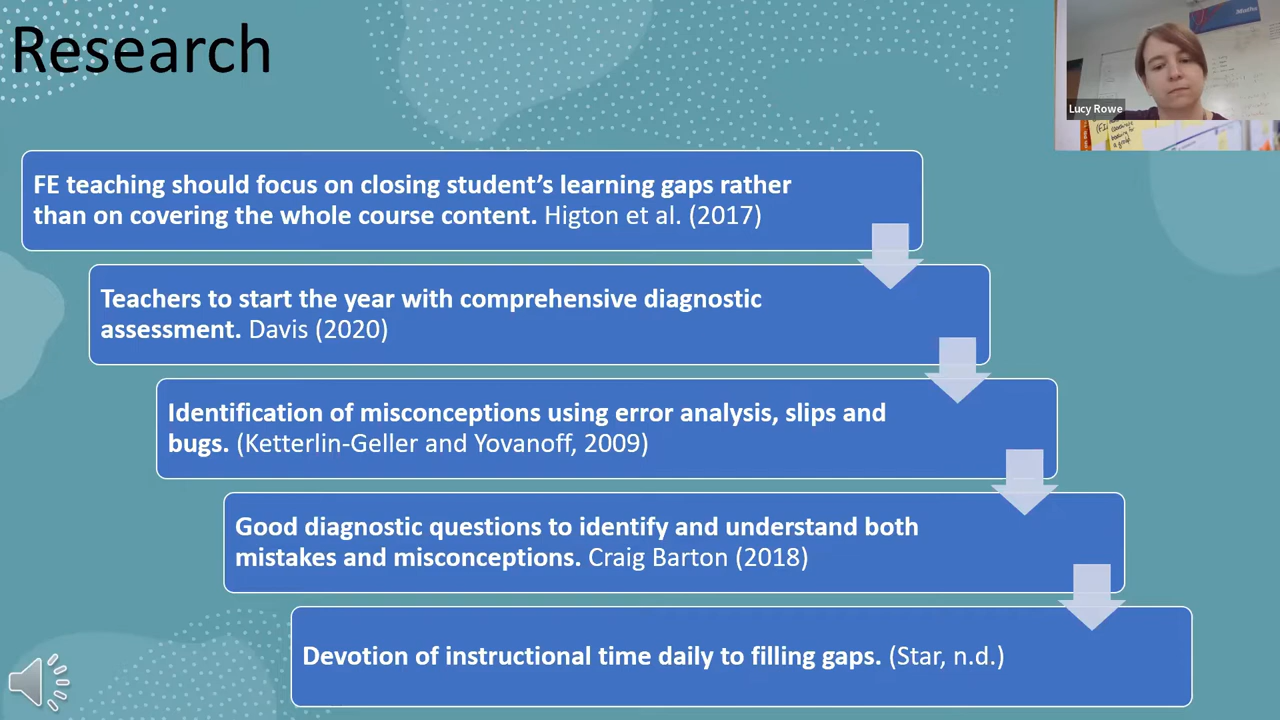 Research
Maths
Lucy Rowe
FE teaching should focus on closing student's learning gaps rather
than on covering the whole course content. Higton et al. (2017)
Teachers to start the year with comprehensive diagnostic
assessment. Davis (2020)
Identification of misconceptions using error analysis, slips and
bugs. (Ketterlin-Geller and Yovanoff, 2009)
Good diagnostic questions to identify and understand both
mistakes and misconceptions. Craig Barton (2018)
Devotion of instructional time daily to filling gaps. (Star, n.d.)